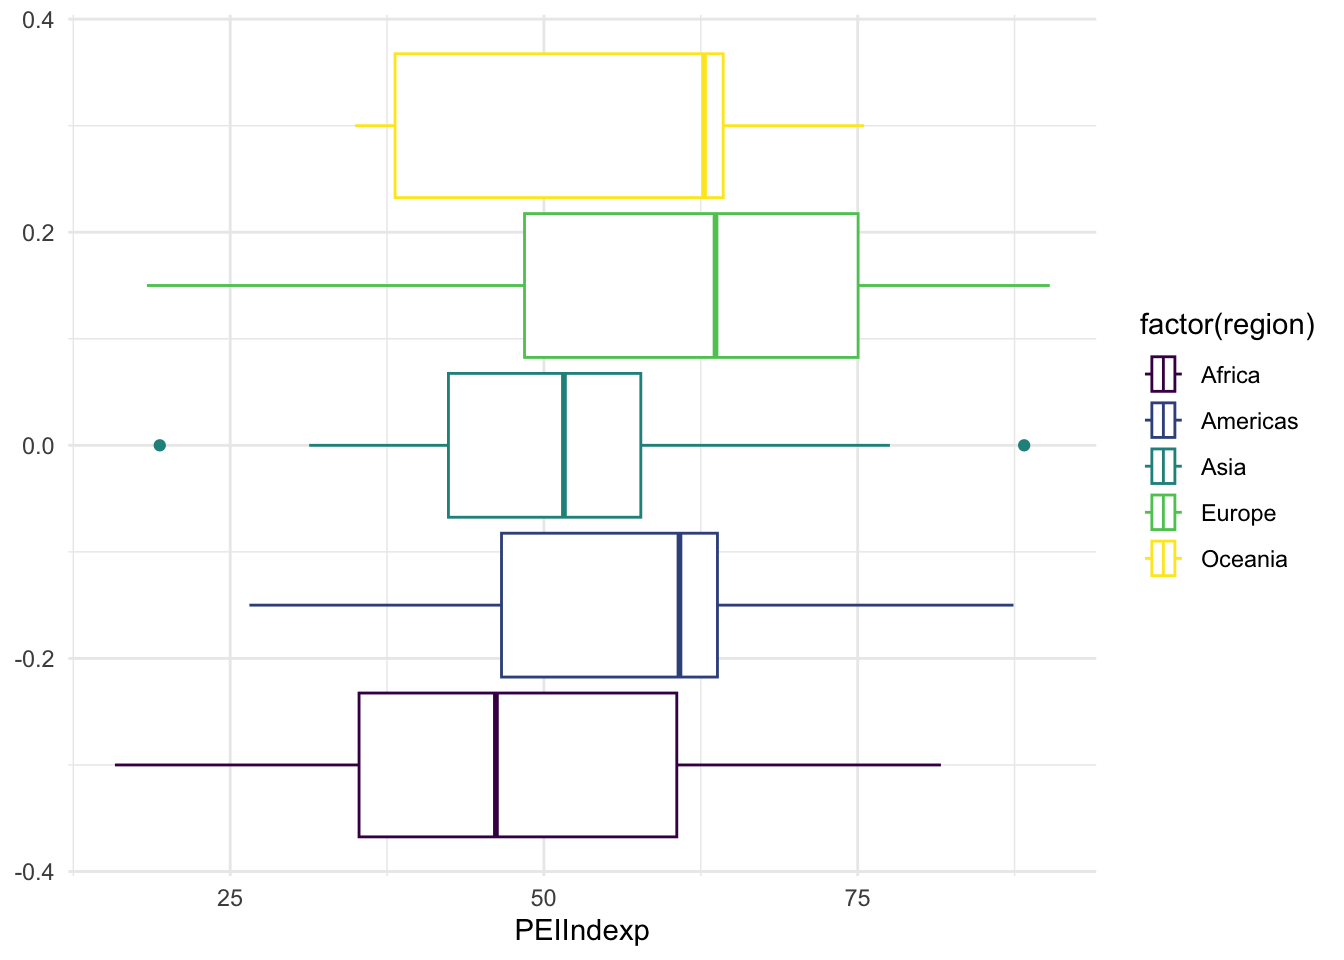 0.4
0.2
0.0
-0.2
-0.4
25
50
75
PEIIndexp
factor(region)
Africa
Americas
Asia
Europe
Oceania